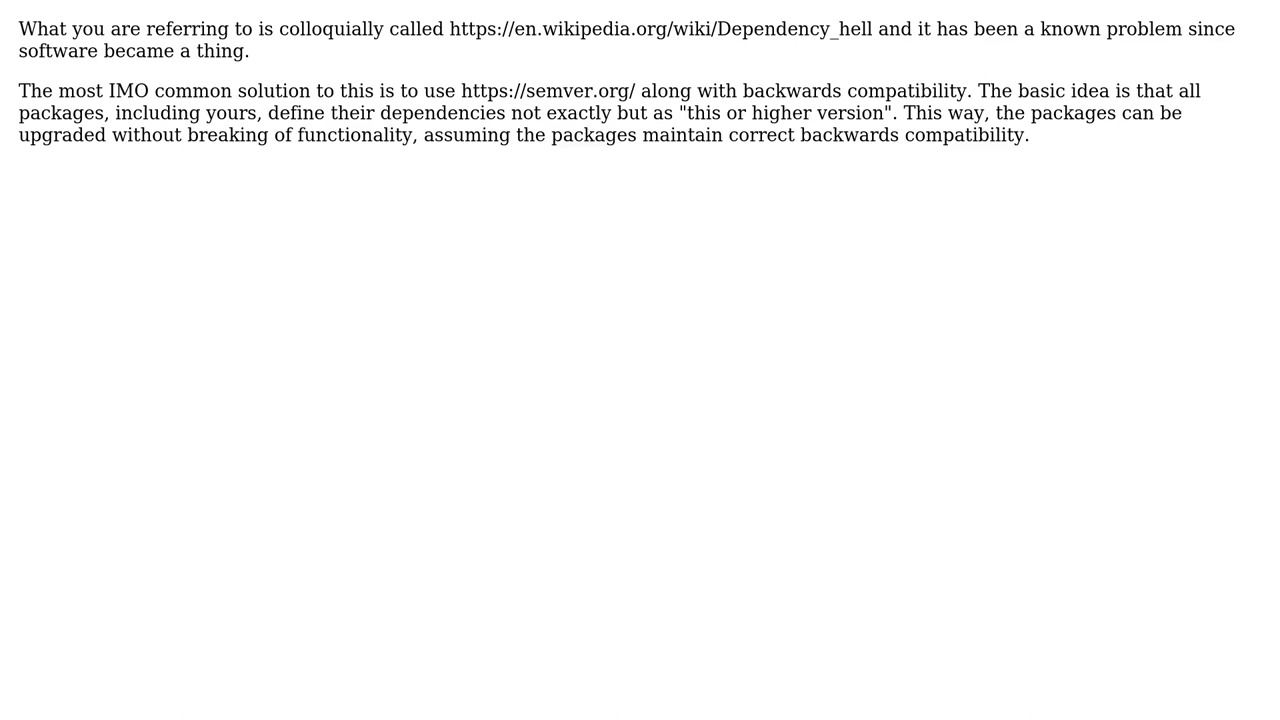 What you are referring to is colloquially called https://en.wikipedia.org/wiki/Dependency_hell and it has been a known problem since
software became a thing.
The most IMO common solution to this is to use https://semver.org/ along with backwards compatibility. The basic idea is that all
packages, including yours, define their dependencies not exactly but as "this or higher version". This way, the packages can be
upgraded without breaking of functionality, assuming the packages maintain correct backwards compatibility.